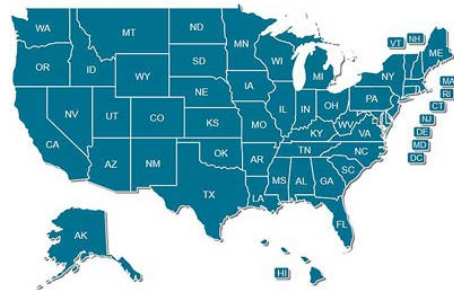 WA
MT
ND
MN
VT
NH
ME
OR
ID
SD
WI
MI
NY
MA
WY
RI
CT
NE
IA
PA
NJ
NV
UT
CO
IL
IN
OH
DE
MD
DC
CA
KS
MO
KY
WV
VA
AZ
NM
OK
AR
TN
NC
SC
TX
LA
MS
AL
GA
FL
AK
HI